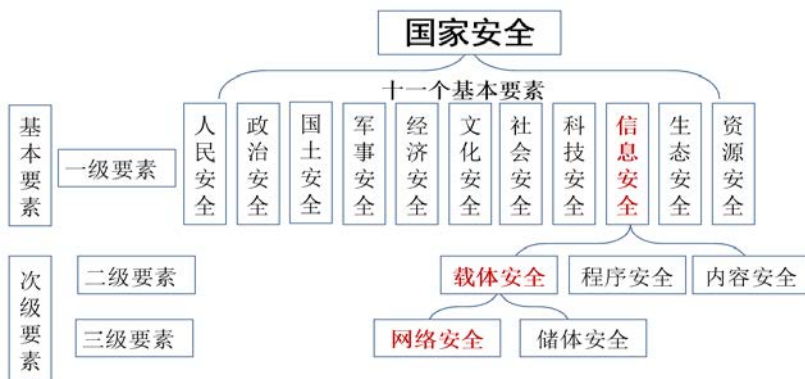 国家安全
十一个基本要素
基本要素
一级要素
人民安全
政治安全
国土安全
军事安全
经济安全
文化安全
社会安全
科技安全
信息安全
生态安全
资源安全
次级要素
二级要素
载体安全
程序安全
内容安全
三级要素
网络安全
储体安全